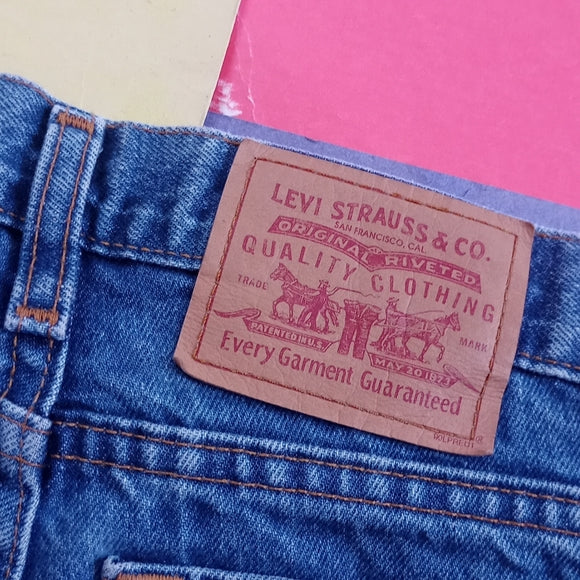 LEVI STRAUSS & CO.
SAN FRANCISCO, CAL.
ORIGINAL RIVETED
QUALITY CLOTHING
TRADE MARK
PATENTED IN U.S. MAY 20 1873
Every Garment Guaranteed
®